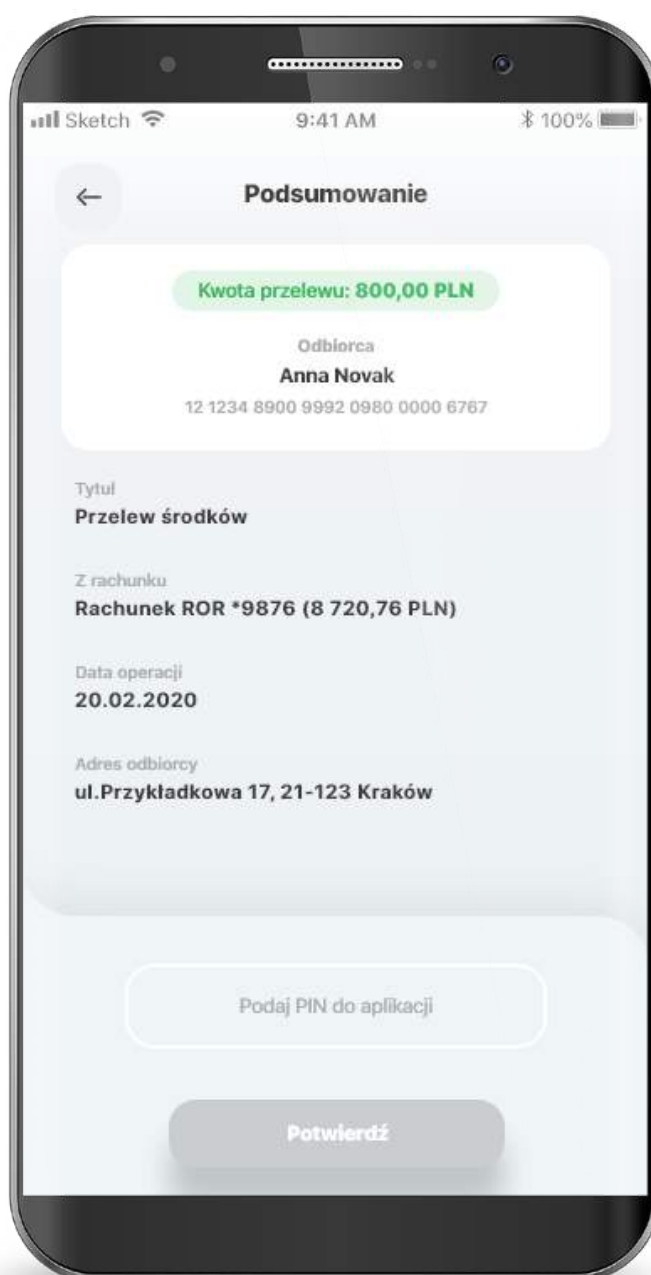 Sketch 9:41 AM 100%
Podsumowanie
Kwota przelewu: 800,00 PLN
Odbiorca
Anna Novak
12 1234 8900 9992 0980 0000 6767
Tytuł
Przelew środków
Z rachunku
Rachunek ROR *9876 (8 720,76 PLN)
Data operacji
20.02.2020
Adres odbiorcy
ul.Przykładkowa 17, 21-123 Kraków
Podaj PIN do aplikacji
Potwierdź